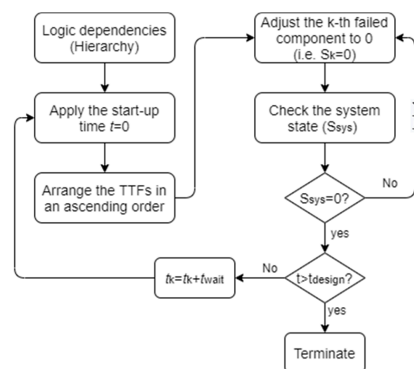 Logic dependencies
(Hierarchy)
Apply the start-up
time t=0
Arrange the TTFs in
an ascending order
Adjust the k-th failed
component to 0
(i.e. Sk=0)
Check the system
state (Ssys)
Ssys=0?
No
yes
t>tdesign?
No
tk=tk+twait
yes
Terminate